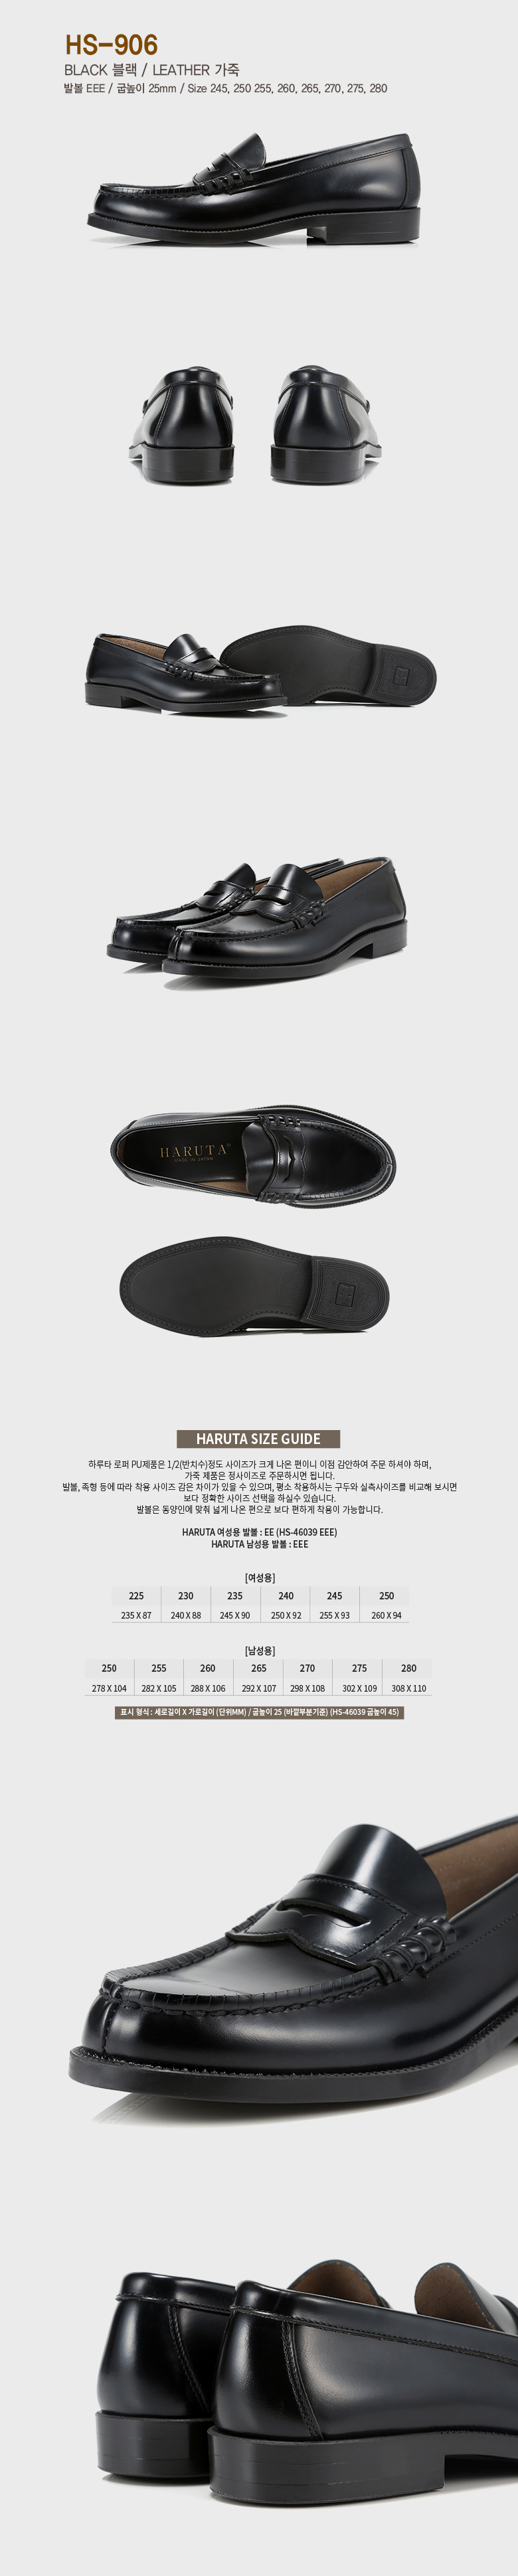 HS-906
BLACK 블랙 / LEATHER 가죽
발볼 EEE / 굽높이 25mm / Size 245, 250 255, 260, 265, 270, 275, 280
HARUTA
MADE IN JAPAN
HARUTA SIZE GUIDE
하루타 로퍼 PU제품은 1/2(반치수)정도 사이즈가 크게 나온 편이니 이점 감안하여 주문 하셔야 하며,
가죽 제품은 정사이즈로 주문하시면 됩니다.
발볼, 족형 등에 따라 착용 사이즈 감은 차이가 있을 수 있으며, 평소 착용하시는 구두와 실측사이즈를 비교해 보시면
보다 정확한 사이즈 선택을 하실수 있습니다.
발볼은 동양인에 맞춰 넓게 나온 편으로 보다 편하게 착용이 가능합니다.
HARUTA 여성용 발볼 : EE (HS-46039 EEE)
HARUTA 남성용 발볼 : EEE
[여성용]
225 230 235 240 245 250
235 X 87 240 X 88 245 X 90 250 X 92 255 X 93 260 X 94
[남성용]
250 255 260 265 270 275 280
278 X 104 282 X 105 288 X 106 292 X 107 298 X 108 302 X 109 308 X 110
표시 형식 : 세로길이 X 가로길이 (단위MM) / 굽높이 25 (바깥부분기준) (HS-46039 굽높이 45)